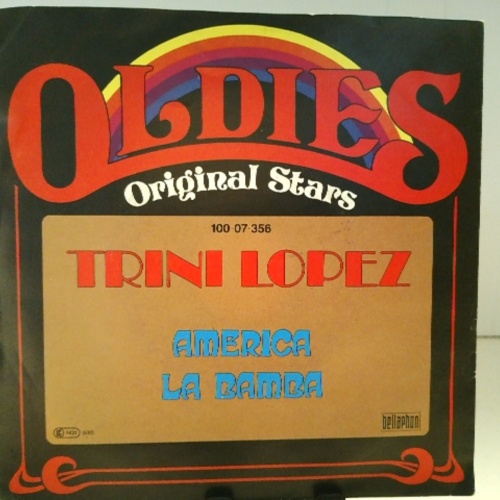 OLDIES
Original Stars
100·07·356
TRINI LOPEZ
AMERICA
LA BAMBA
bellaphon